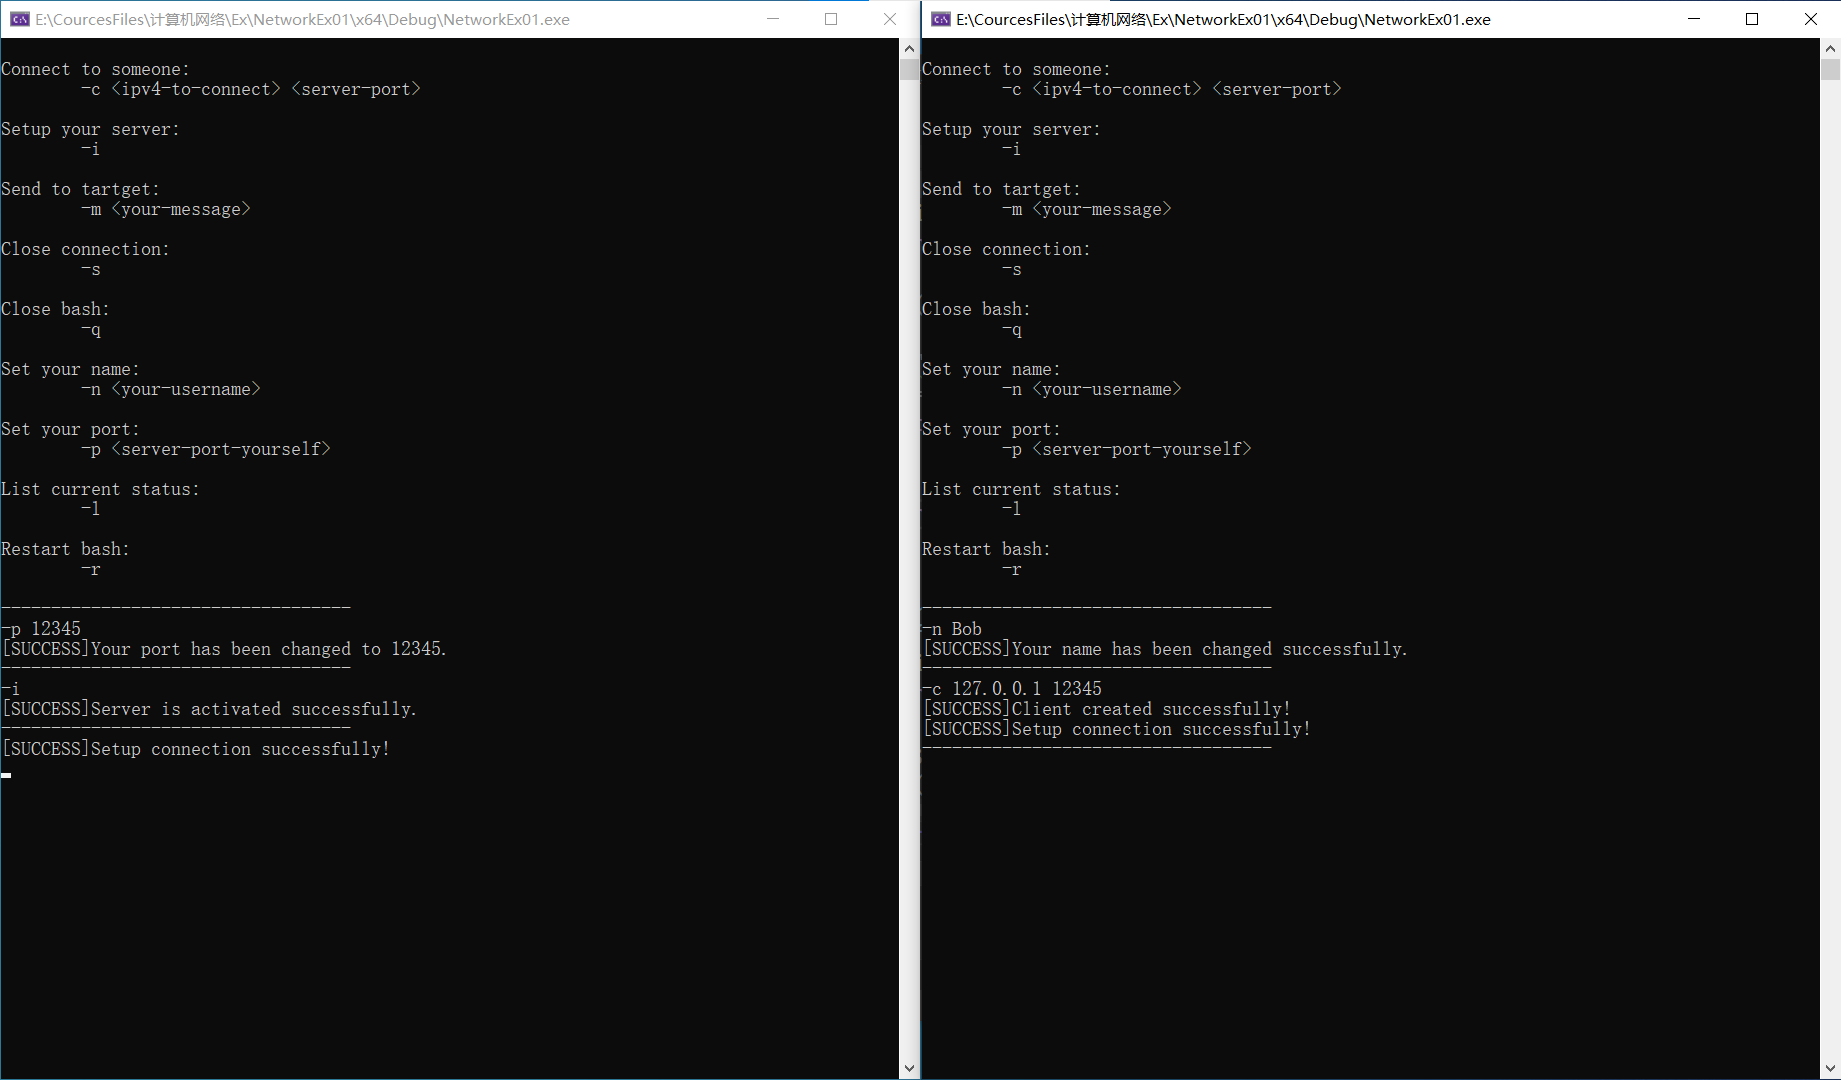 E:\CourcesFiles\计算机网络\Ex\NetworkEx01\x64\Debug\NetworkEx01.exe
Connect to someone:
-c <ipv4-to-connect> <server-port>
Setup your server:
-i
Send to tartget:
-m <your-message>
Close connection:
-s
Close bash:
-q
Set your name:
-n <your-username>
Set your port:
-p <server-port-yourself>
List current status:
-l
Restart bash:
-r
-----------------------------------
-p 12345
[SUCCESS]Your port has been changed to 12345.
-----------------------------------
-i
[SUCCESS]Server is activated successfully.
-----------------------------------
[SUCCESS]Setup connection successfully!
E:\CourcesFiles\计算机网络\Ex\NetworkEx01\x64\Debug\NetworkEx01.exe
Connect to someone:
-c <ipv4-to-connect> <server-port>
Setup your server:
-i
Send to tartget:
-m <your-message>
Close connection:
-s
Close bash:
-q
Set your name:
-n <your-username>
Set your port:
-p <server-port-yourself>
List current status:
-l
Restart bash:
-r
-----------------------------------
-n Bob
[SUCCESS]Your name has been changed successfully.
-----------------------------------
-c 127.0.0.1 12345
[SUCCESS]Client created successfully!
[SUCCESS]Setup connection successfully!
-----------------------------------